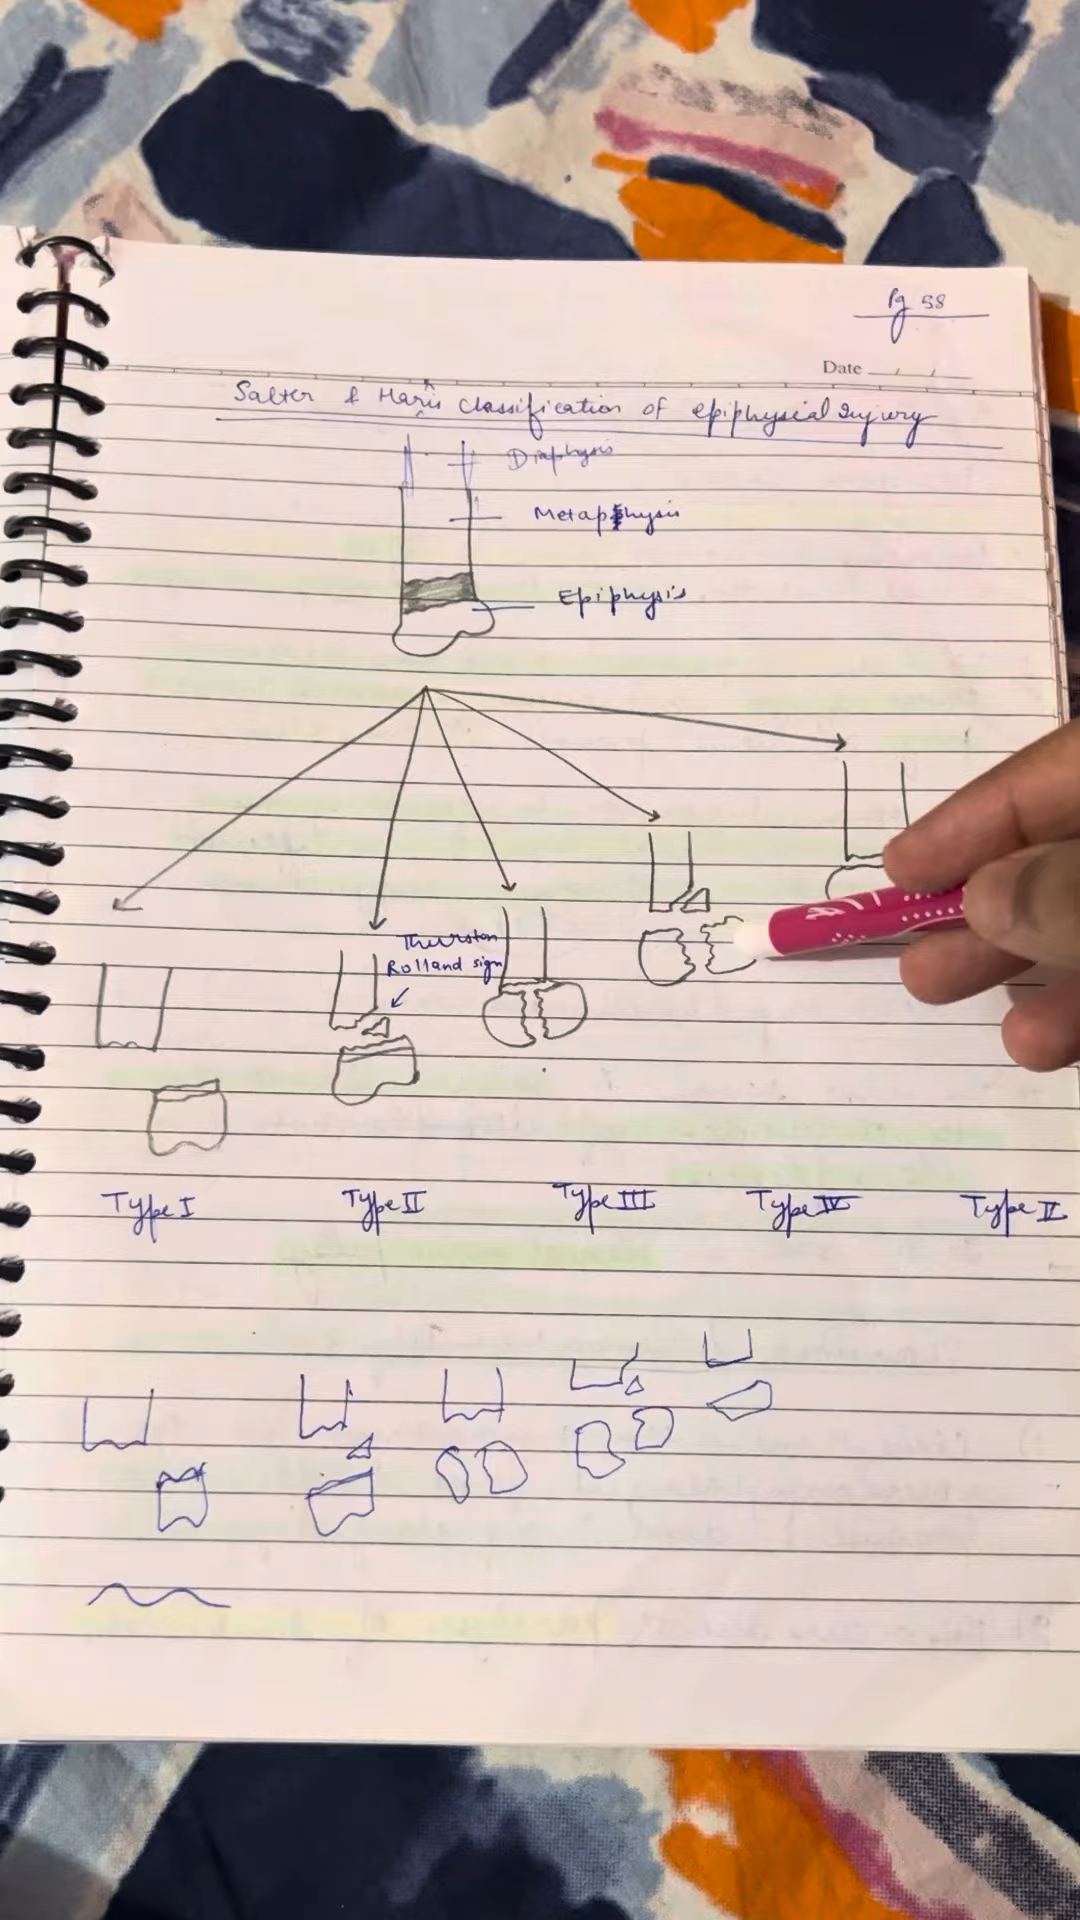 Pg 58
Date
Salter & Harris Classification of epiphysial Injury
Diaphysis
Metaphysis
Epiphysis
Thurston
Rolland sign
Type I
Type II
Type III
Type IV
Type V